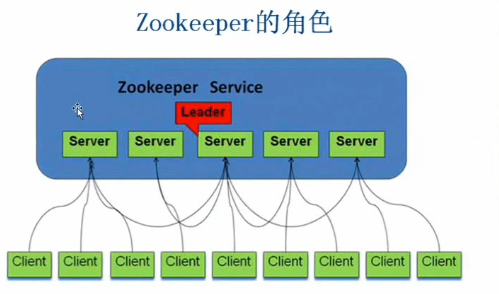 Zookeeper的角色
Zookeeper Service
Leader
Server Server Server Server Server
Client Client Client Client Client Client Client Client Client